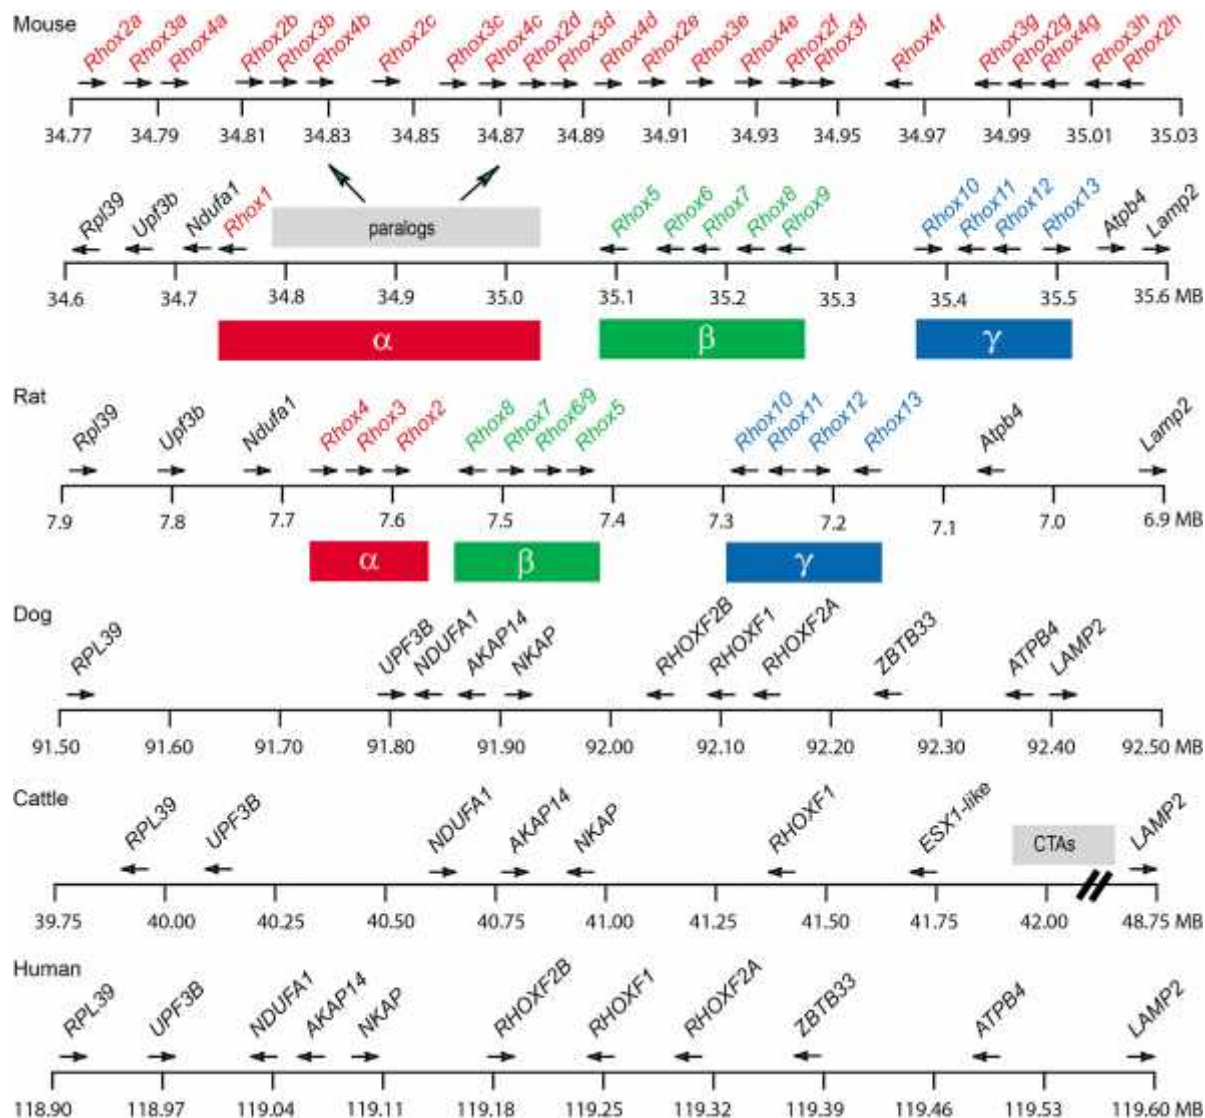 Mouse
Rhox2a Rhox3a Rhox4a Rhox2b Rhox3b Rhox4b Rhox2c Rhox3c Rhox4c Rhox2d Rhox3d Rhox4d Rhox2e Rhox3e Rhox4e Rhox2f Rhox3f Rhox4f Rhox3g Rhox2g Rhox4g Rhox3h Rhox2h
34.77 34.79 34.81 34.83 34.85 34.87 34.89 34.91 34.93 34.95 34.97 34.99 35.01 35.03
Rpl39 Upf3b Ndufa1 Rhox1 paralogs Rhox5 Rhox6 Rhox7 Rhox8 Rhox9 Rhox10 Rhox11 Rhox12 Rhox13 Atpb4 Lamp2
34.6 34.7 34.8 34.9 35.0 35.1 35.2 35.3 35.4 35.5 35.6 MB
α β γ
Rat
Rpl39 Upf3b Ndufa1 Rhox4 Rhox3 Rhox2 Rhox8 Rhox7 Rhox6/9 Rhox5 Rhox10 Rhox11 Rhox12 Rhox13 Atpb4 Lamp2
7.9 7.8 7.7 7.6 7.5 7.4 7.3 7.2 7.1 7.0 6.9 MB
α β γ
Dog
RPL39 UPF3B NDUFA1 AKAP14 NKAP RHOXF2B RHOXF1 RHOXF2A ZBTB33 ATPB4 LAMP2
91.50 91.60 91.70 91.80 91.90 92.00 92.10 92.20 92.30 92.40 92.50 MB
Cattle
RPL39 UPF3B NDUFA1 AKAP14 NKAP RHOXF1 ESX1-like CTAs LAMP2
39.75 40.00 40.25 40.50 40.75 41.00 41.25 41.50 41.75 42.00 48.75 MB
Human
RPL39 UPF3B NDUFA1 AKAP14 NKAP RHOXF2B RHOXF1 RHOXF2A ZBTB33 ATPB4 LAMP2
118.90 118.97 119.04 119.11 119.18 119.25 119.32 119.39 119.46 119.53 119.60 MB